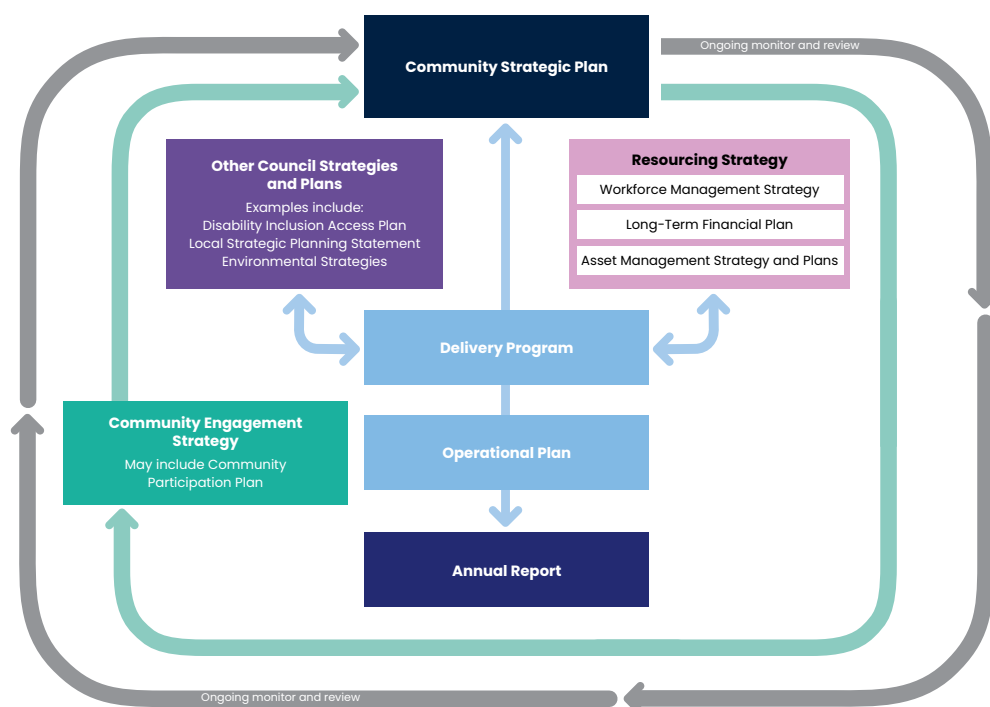 Community Strategic Plan
Ongoing monitor and review
Other Council Strategies
and Plans
Examples include:
Disability Inclusion Access Plan
Local Strategic Planning Statement
Environmental Strategies
Resourcing Strategy
Workforce Management Strategy
Long-Term Financial Plan
Asset Management Strategy and Plans
Delivery Program
Community Engagement
Strategy
May include Community
Participation Plan
Operational Plan
Annual Report
Ongoing monitor and review